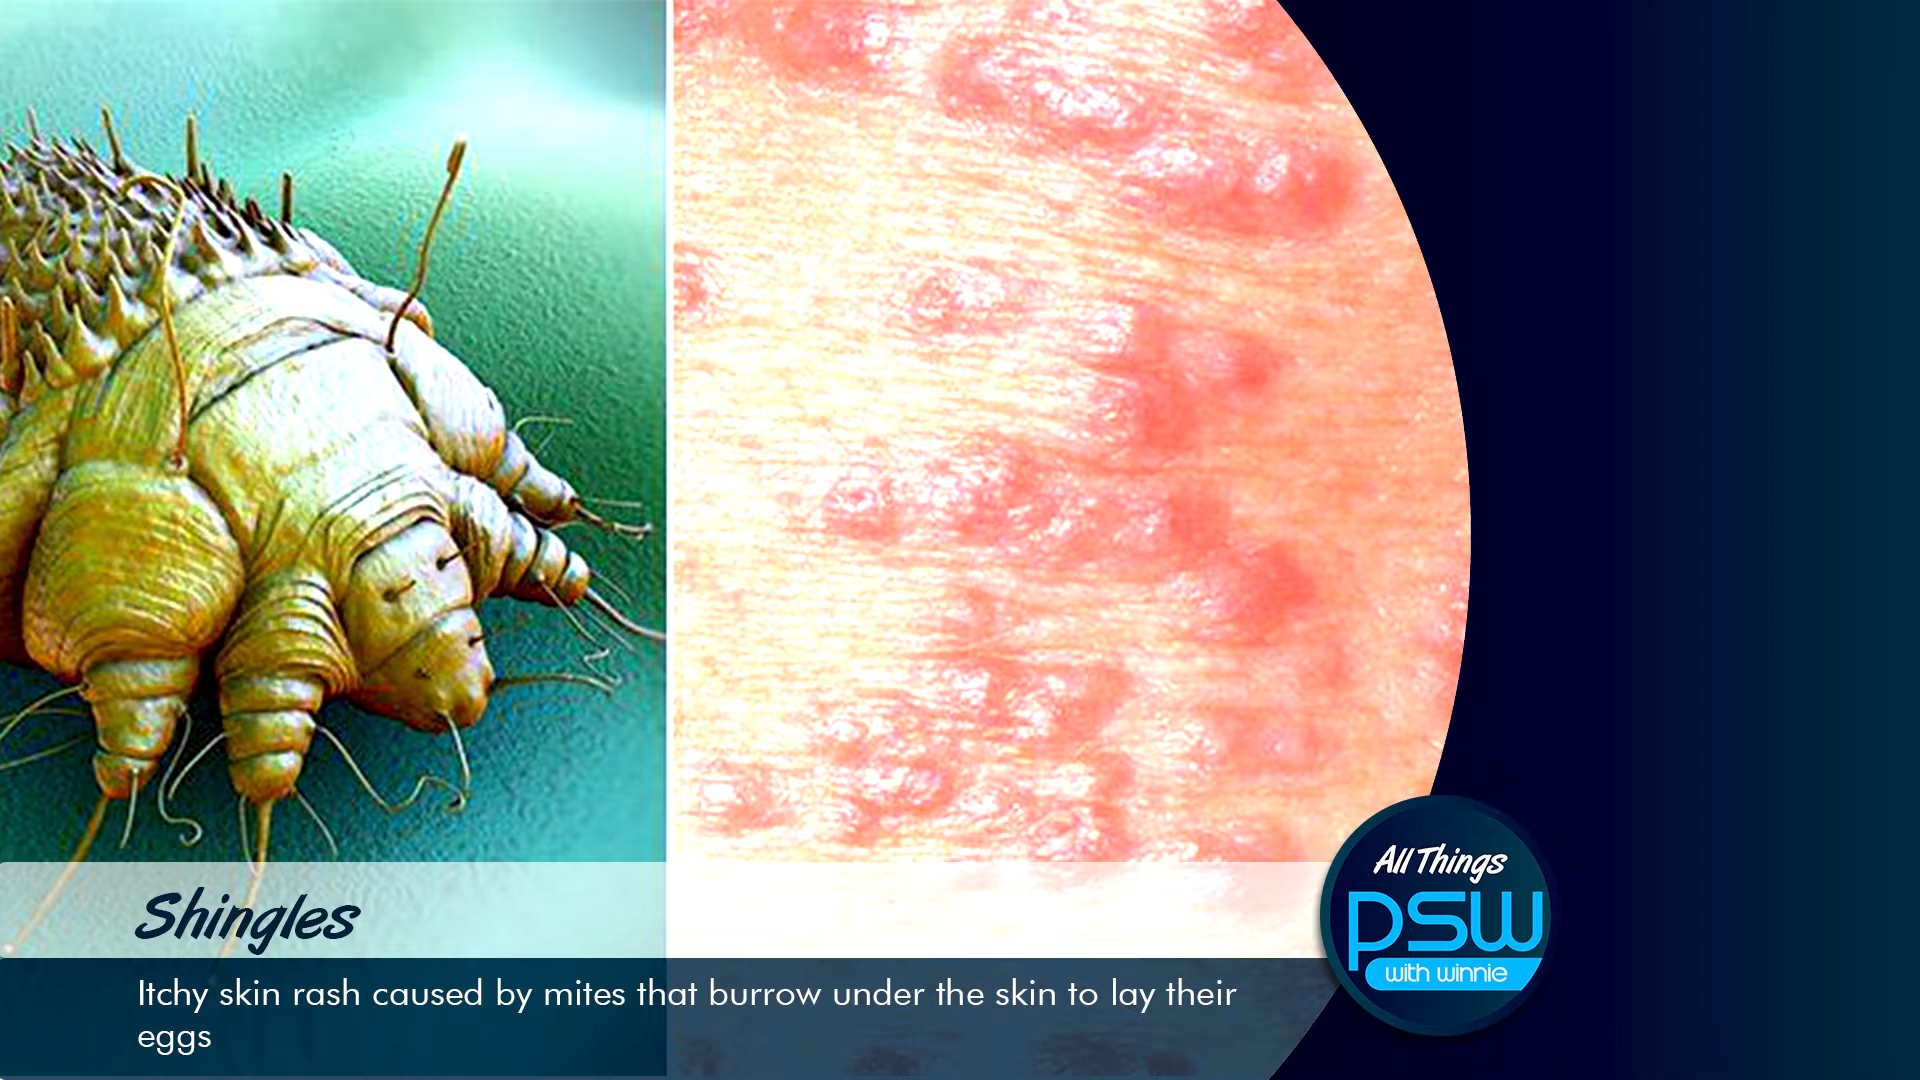 Shingles
Itchy skin rash caused by mites that burrow under the skin to lay their
eggs
All Things
psw
with winnie